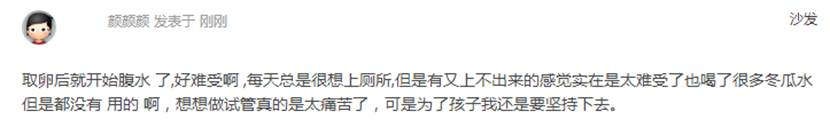 颜颜颜 发表于 刚刚
沙发
取卵后就开始腹水 了,好难受啊 ,每天总是很想上厕所,但是有又上不出来的感觉实在是太难受了也喝了很多冬瓜水
但是都没有 用的 啊，想想做试管真的是太痛苦了，可是为了孩子我还是要坚持下去。